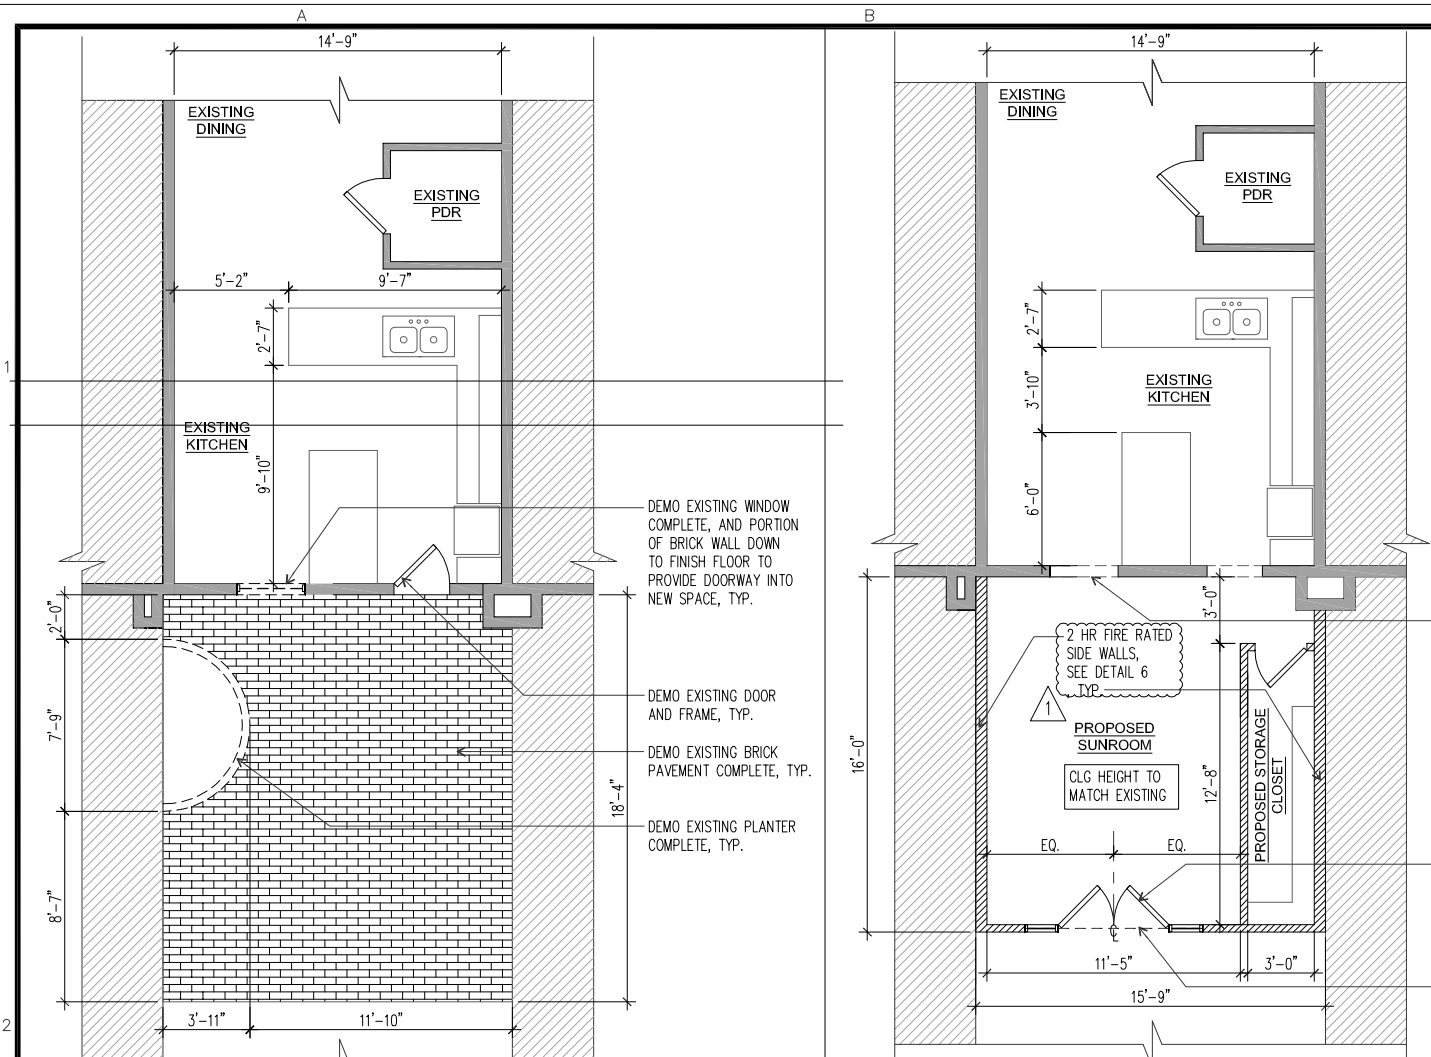 A
B
14'-9"
EXISTING
DINING
EXISTING
PDR
5'-2"
9'-7"
2'-7"
1
EXISTING
KITCHEN
9'-10"
DEMO EXISTING WINDOW
COMPLETE, AND PORTION
OF BRICK WALL DOWN
TO FINISH FLOOR TO
PROVIDE DOORWAY INTO
NEW SPACE, TYP.
2'-0"
7'-9"
DEMO EXISTING DOOR
AND FRAME, TYP.
DEMO EXISTING BRICK
PAVEMENT COMPLETE, TYP.
18'-4"
DEMO EXISTING PLANTER
COMPLETE, TYP.
8'-7"
3'-11"
11'-10"
2
14'-9"
EXISTING
DINING
EXISTING
PDR
2'-7"
3'-10"
EXISTING
KITCHEN
6'-0"
3'-0"
2 HR FIRE RATED
SIDE WALLS,
SEE DETAIL 6
TYP
1
PROPOSED
SUNROOM
16'-0"
CLG HEIGHT TO
MATCH EXISTING
12'-8"
PROPOSED STORAGE
CLOSET
EQ.
EQ.
CL
11'-5"
3'-0"
15'-9"